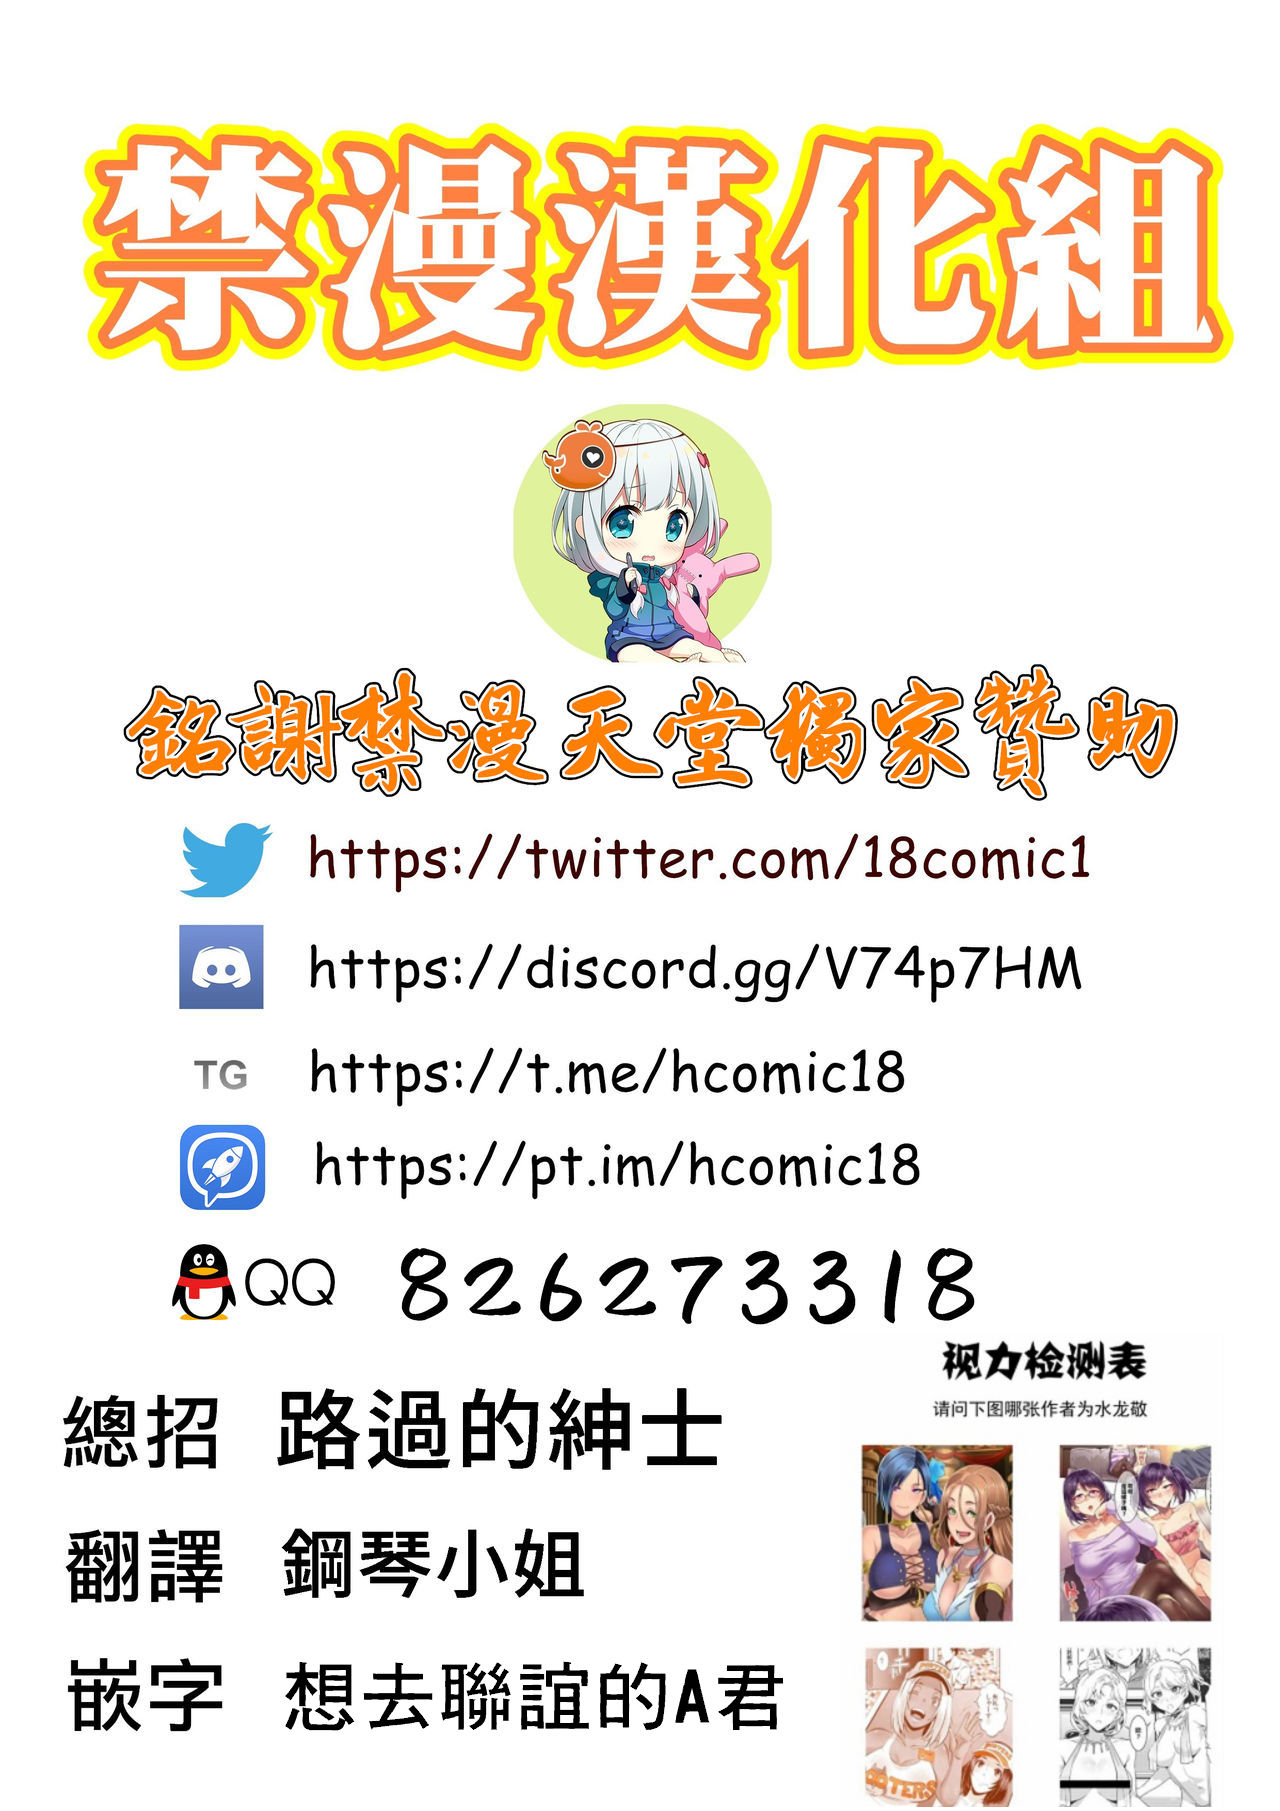 禁漫漢化組
銘謝禁漫天堂獨家贊助
https://twitter.com/18comic1
https://discord.gg/V74p7HM
TG https://t.me/hcomic18
https://pt.im/hcomic18
QQ 826273318
總招 路過的紳士
翻譯 鋼琴小姐
嵌字 想去聯誼的A君
视力检测表
请问下图哪张作者为水龙敬